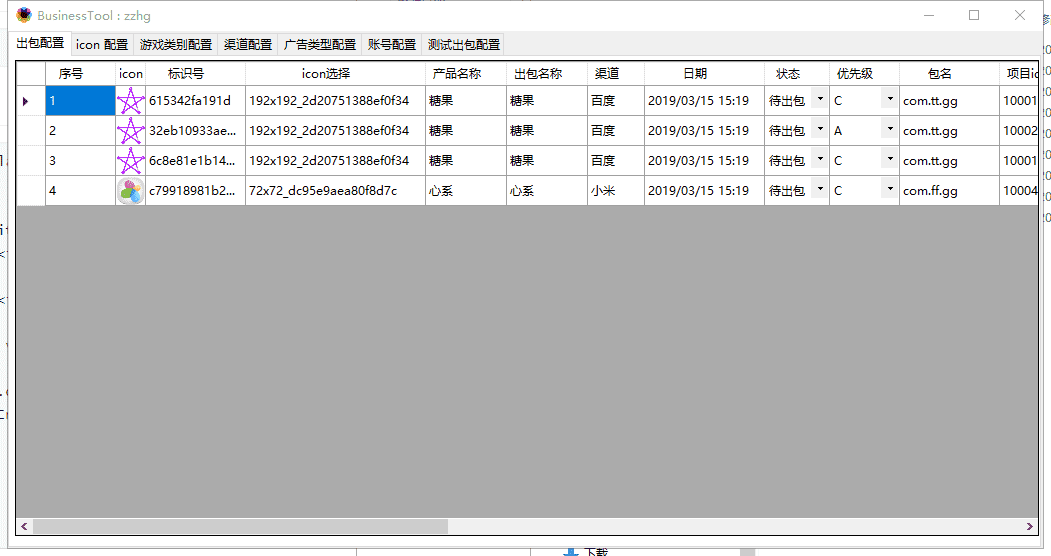 BusinessTool : zzhg
出包配置 icon 配置 游戏类别配置 渠道配置 广告类型配置 账号配置 测试出包配置
序号 icon 标识号 icon选择 产品名称 出包名称 渠道 日期 状态 优先级 包名 项目id
1 615342fa191d 192x192_2d20751388ef0f34 糖果 糖果 百度 2019/03/15 15:19 待出包 C com.tt.gg 10001
2 32eb10933ae... 192x192_2d20751388ef0f34 糖果 糖果 百度 2019/03/15 15:19 待出包 A com.tt.gg 10002
3 6c8e81e1b14... 192x192_2d20751388ef0f34 糖果 糖果 百度 2019/03/15 15:19 待出包 C com.tt.gg 10001
4 c79918981b2... 72x72_dc95e9aea80f8d7c 心系 心系 小米 2019/03/15 15:19 待出包 C com.ff.gg 10004
下载